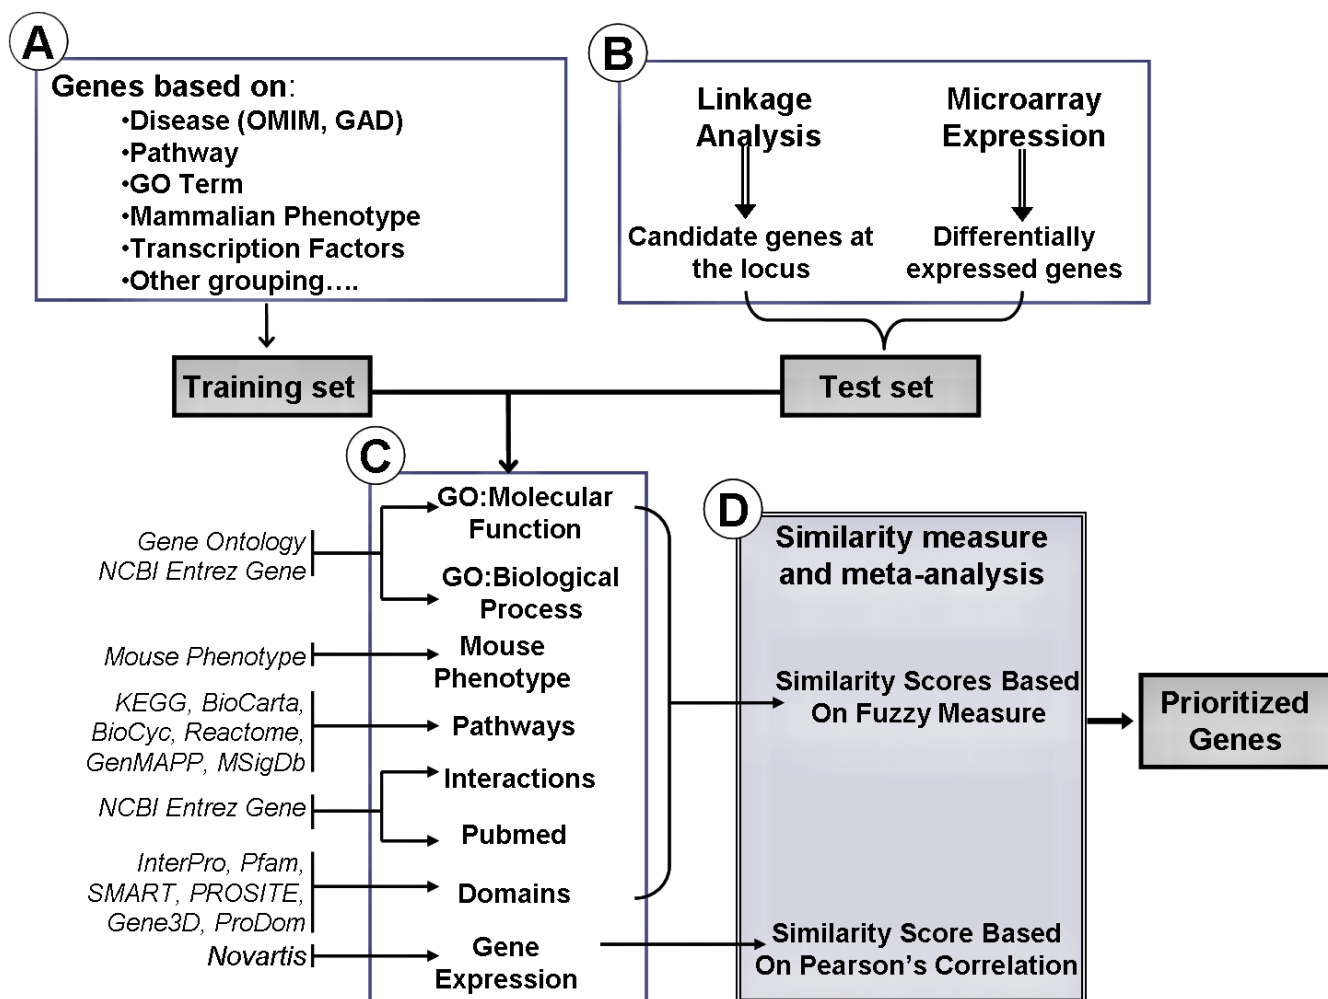 A
Genes based on:
•Disease (OMIM, GAD)
•Pathway
•GO Term
•Mammalian Phenotype
•Transcription Factors
•Other grouping….
B
Linkage
Analysis
Microarray
Expression
Candidate genes at
the locus
Differentially
expressed genes
Training set
Test set
C
GO:Molecular
Function
Gene Ontology
NCBI Entrez Gene
GO:Biological
Process
Mouse Phenotype
Mouse
Phenotype
KEGG, BioCarta,
BioCyc, Reactome,
GenMAPP, MSigDb
Pathways
NCBI Entrez Gene
Interactions
Pubmed
InterPro, Pfam,
SMART, PROSITE,
Gene3D, ProDom
Domains
Novartis
Gene
Expression
D
Similarity measure
and meta-analysis
Similarity Scores Based
On Fuzzy Measure
Similarity Score Based
On Pearson's Correlation
Prioritized
Genes